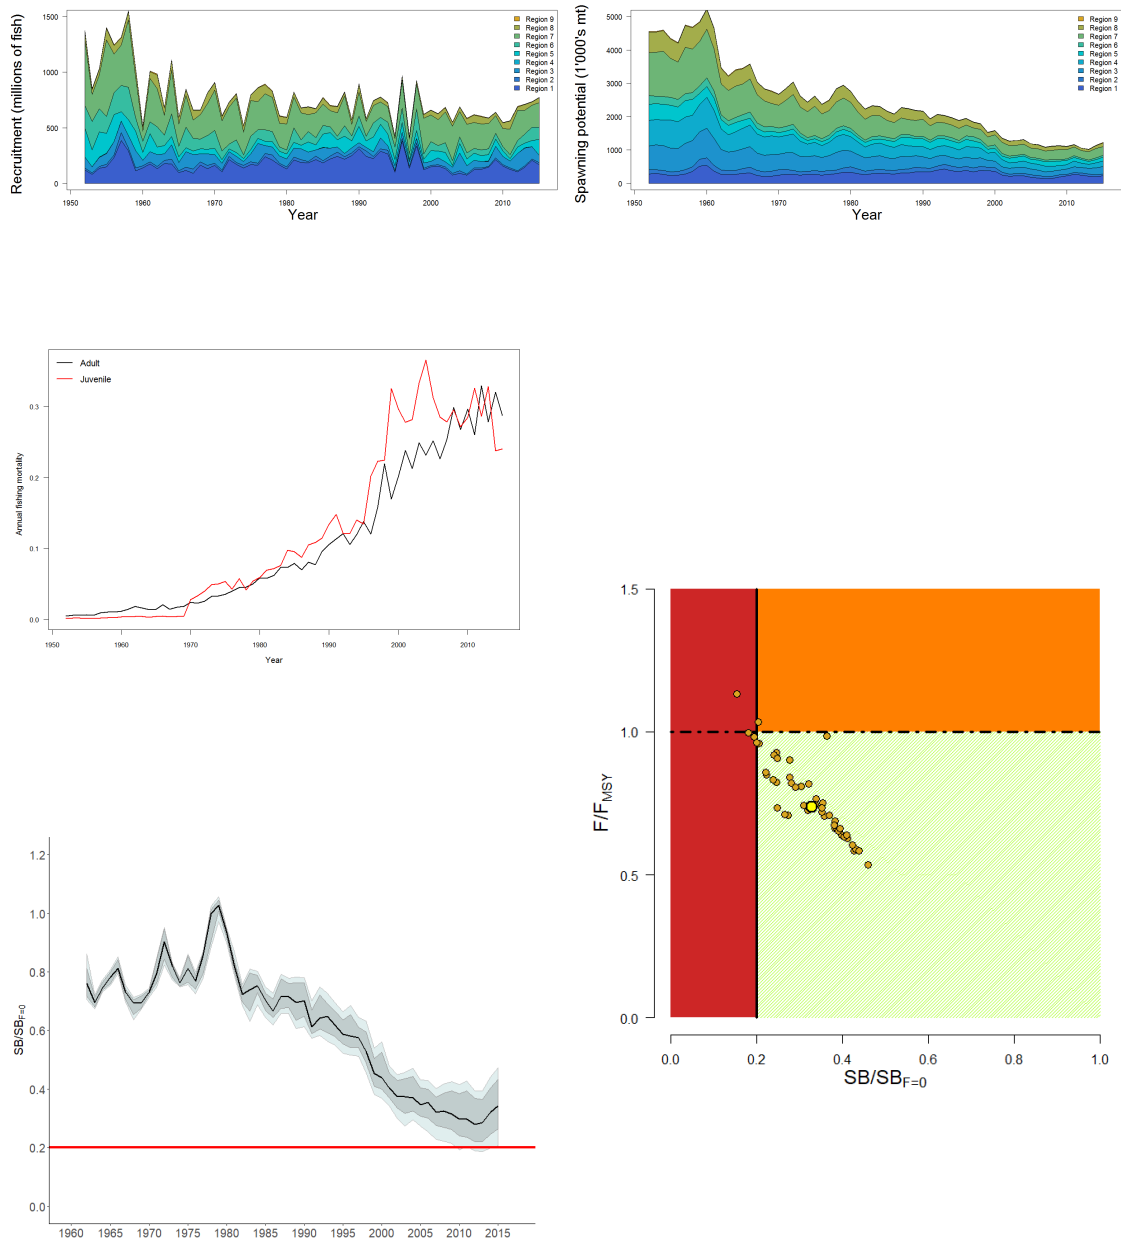 Recruitment (millions of fish)
1500
1000
500
0
Region 9
Region 8
Region 7
Region 6
Region 5
Region 4
Region 3
Region 2
Region 1
1950 1960 1970 1980 1990 2000 2010
Year
Spawning potential (1'000's mt)
5000
4000
3000
2000
1000
0
Region 9
Region 8
Region 7
Region 6
Region 5
Region 4
Region 3
Region 2
Region 1
1950 1960 1970 1980 1990 2000 2010
Year
Annual fishing mortality
Adult
Juvenile
0.3
0.2
0.1
0.0
1950 1960 1970 1980 1990 2000 2010
Year
F/FMSY
1.5
1.0
0.5
0.0
0.0 0.2 0.4 0.6 0.8 1.0
SB/SBF=0
SB/SBF=0
1.2
1.0
0.8
0.6
0.4
0.2
0.0
1960 1965 1970 1975 1980 1985 1990 1995 2000 2005 2010 2015